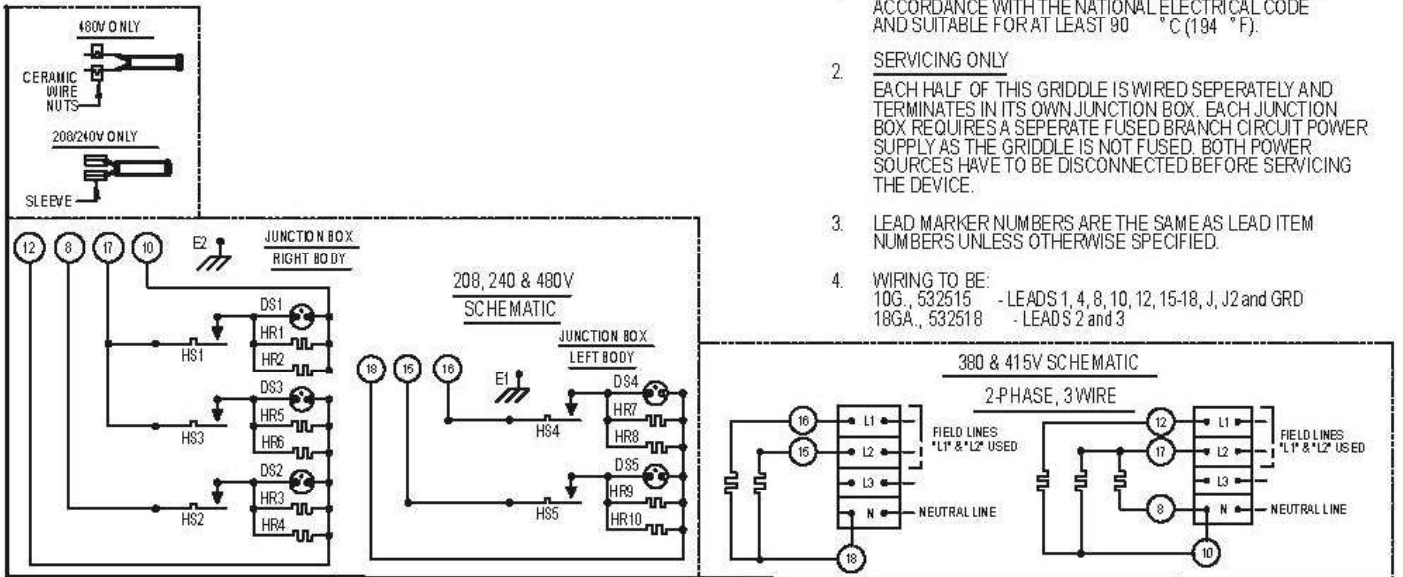 ACCORDANCE WITH THE NATIONAL ELECTRICAL CODE
AND SUITABLE FOR AT LEAST 90 °C (194 °F).
2. SERVICING ONLY
EACH HALF OF THIS GRIDDLE IS WIRED SEPERATELY AND
TERMINATES IN ITS OWN JUNCTION BOX. EACH JUNCTION
BOX REQUIRES A SEPERATE FUSED BRANCH CIRCUIT POWER
SUPPLY AS THE GRIDDLE IS NOT FUSED. BOTH POWER
SOURCES HAVE TO BE DISCONNECTED BEFORE SERVICING
THE DEVICE.
3. LEAD MARKER NUMBERS ARE THE SAME AS LEAD ITEM
NUMBERS UNLESS OTHERWISE SPECIFIED.
4. WIRING TO BE:
10G., 532515 - LEADS 1, 4, 8, 10, 12, 15-18, J, J2 and GRD
18GA., 532518 - LEADS 2 and 3
480V ONLY
CERAMIC
WIRE
NUTS
208/240V ONLY
SLEEVE
12 8 17 10
E2
JUNCTION BOX
RIGHT BODY
DS1
HR1
HS1
HR2
DS3
HR5
HS3
HR6
DS2
HR3
HS2
HR4
208, 240 & 480V
SCHEMATIC
JUNCTION BOX
LEFT BODY
18 15 16
E1
DS4
HR7
HS4
HR8
DS5
HR9
HS5
HR10
380 & 415V SCHEMATIC
2-PHASE, 3 WIRE
16 L1
15 L2
L3
N
FIELD LINES
"L1" & "L2" USED
NEUTRAL LINE
18
12 L1
17 L2
L3
8 N
FIELD LINES
"L1" & "L2" USED
NEUTRAL LINE
10